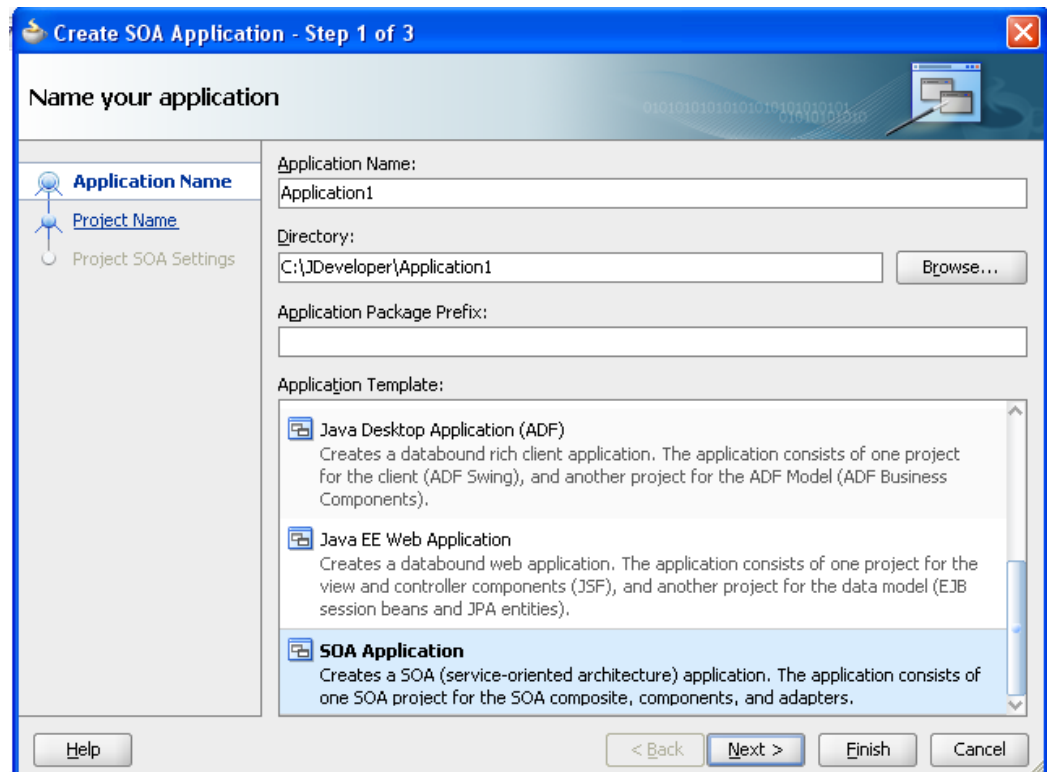 Create SOA Application - Step 1 of 3
Name your application
0101010101010101010101010101
01010101010
Application Name
Project Name
Project SOA Settings
Application Name:
Application1
Directory:
C:\JDeveloper\Application1
Browse...
Application Package Prefix:
Application Template:
Java Desktop Application (ADF)
Creates a databound rich client application. The application consists of one project
for the client (ADF Swing), and another project for the ADF Model (ADF Business
Components).
Java EE Web Application
Creates a databound web application. The application consists of one project for the
view and controller components (JSF), and another project for the data model (EJB
session beans and JPA entities).
SOA Application
Creates a SOA (service-oriented architecture) application. The application consists of
one SOA project for the SOA composite, components, and adapters.
Help
< Back
Next >
Finish
Cancel